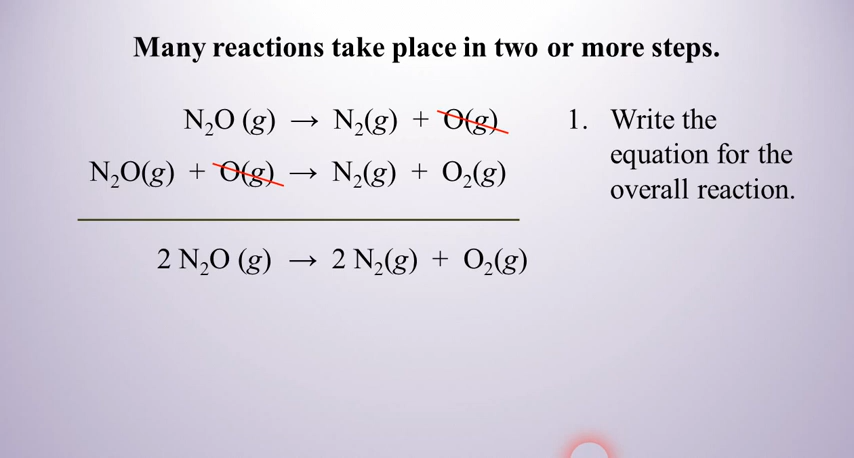 Many reactions take place in two or more steps.
N₂O (g) → N₂(g) + O(g)
1. Write the
equation for the
overall reaction.
N₂O(g) + O(g) → N₂(g) + O₂(g)
2 N₂O (g) → 2 N₂(g) + O₂(g)